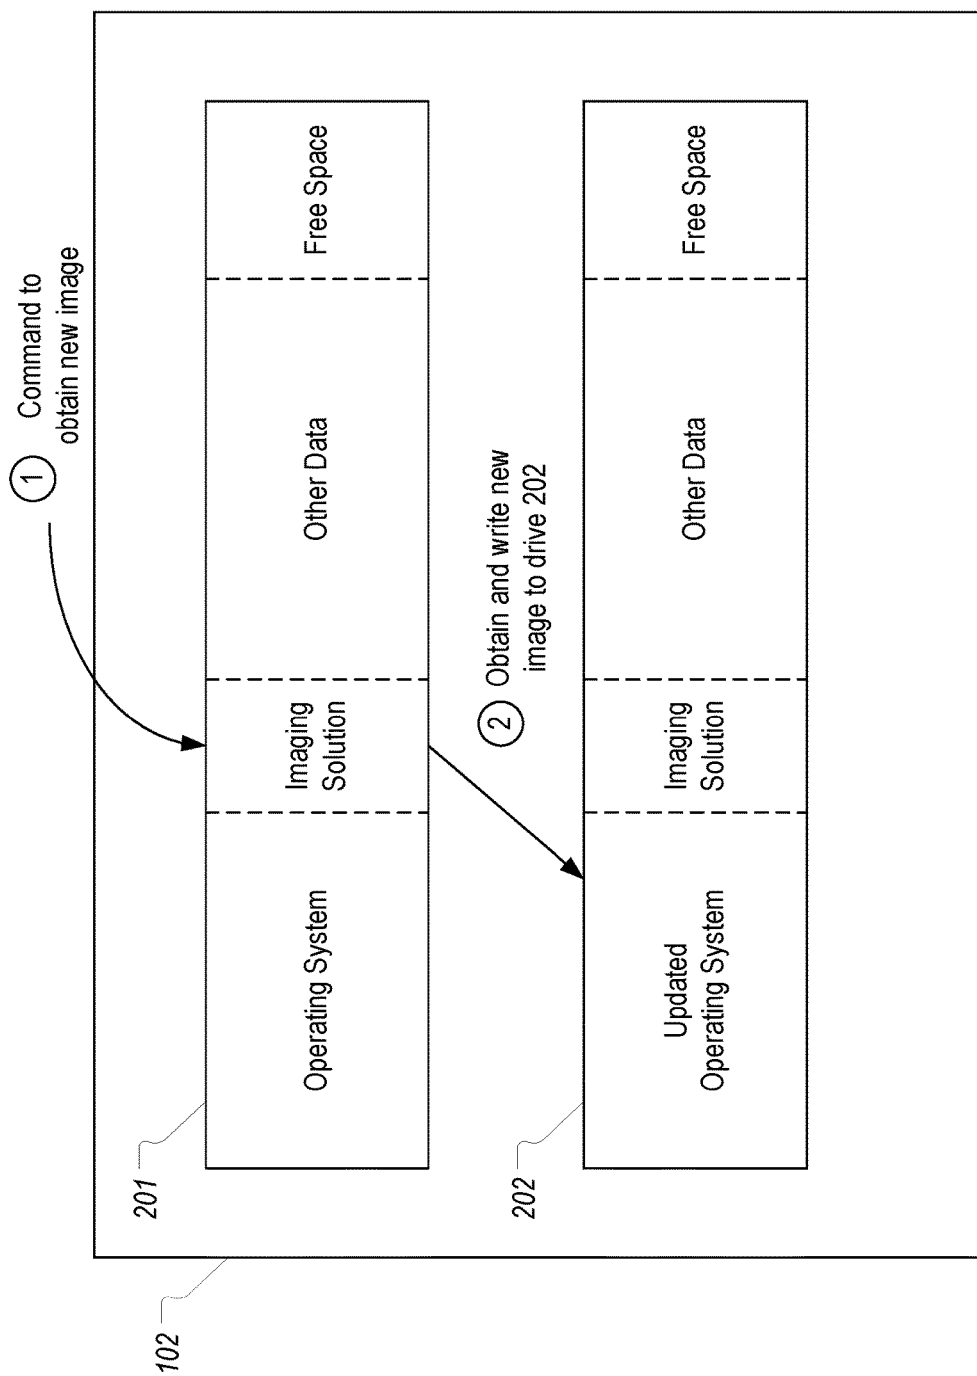 1
Command to
obtain new image
Operating System
Imaging
Solution
Other Data
Free Space
201
2
Obtain and write new
image to drive 202
Updated
Operating System
Imaging
Solution
Other Data
Free Space
202
102